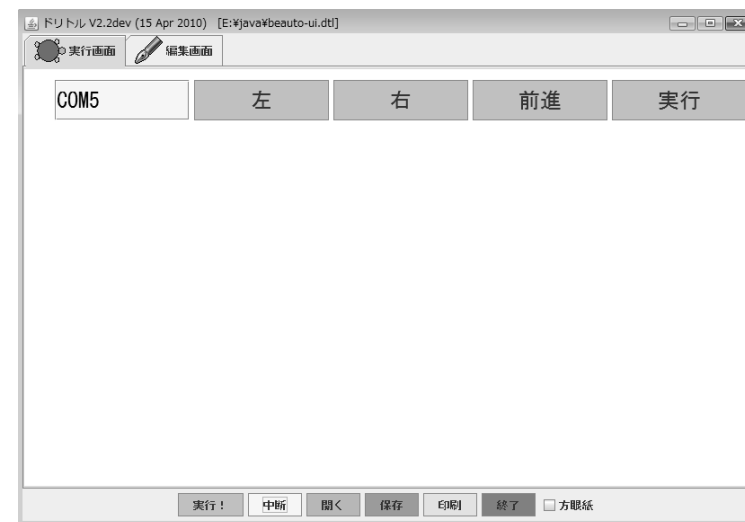 ドリトル V2.2dev (15 Apr 2010) [E:¥java¥beauto-ui.dtl]
実行画面 編集画面
COM5 左 右 前進 実行
実行！ 中断 開く 保存 印刷 終了 方眼紙